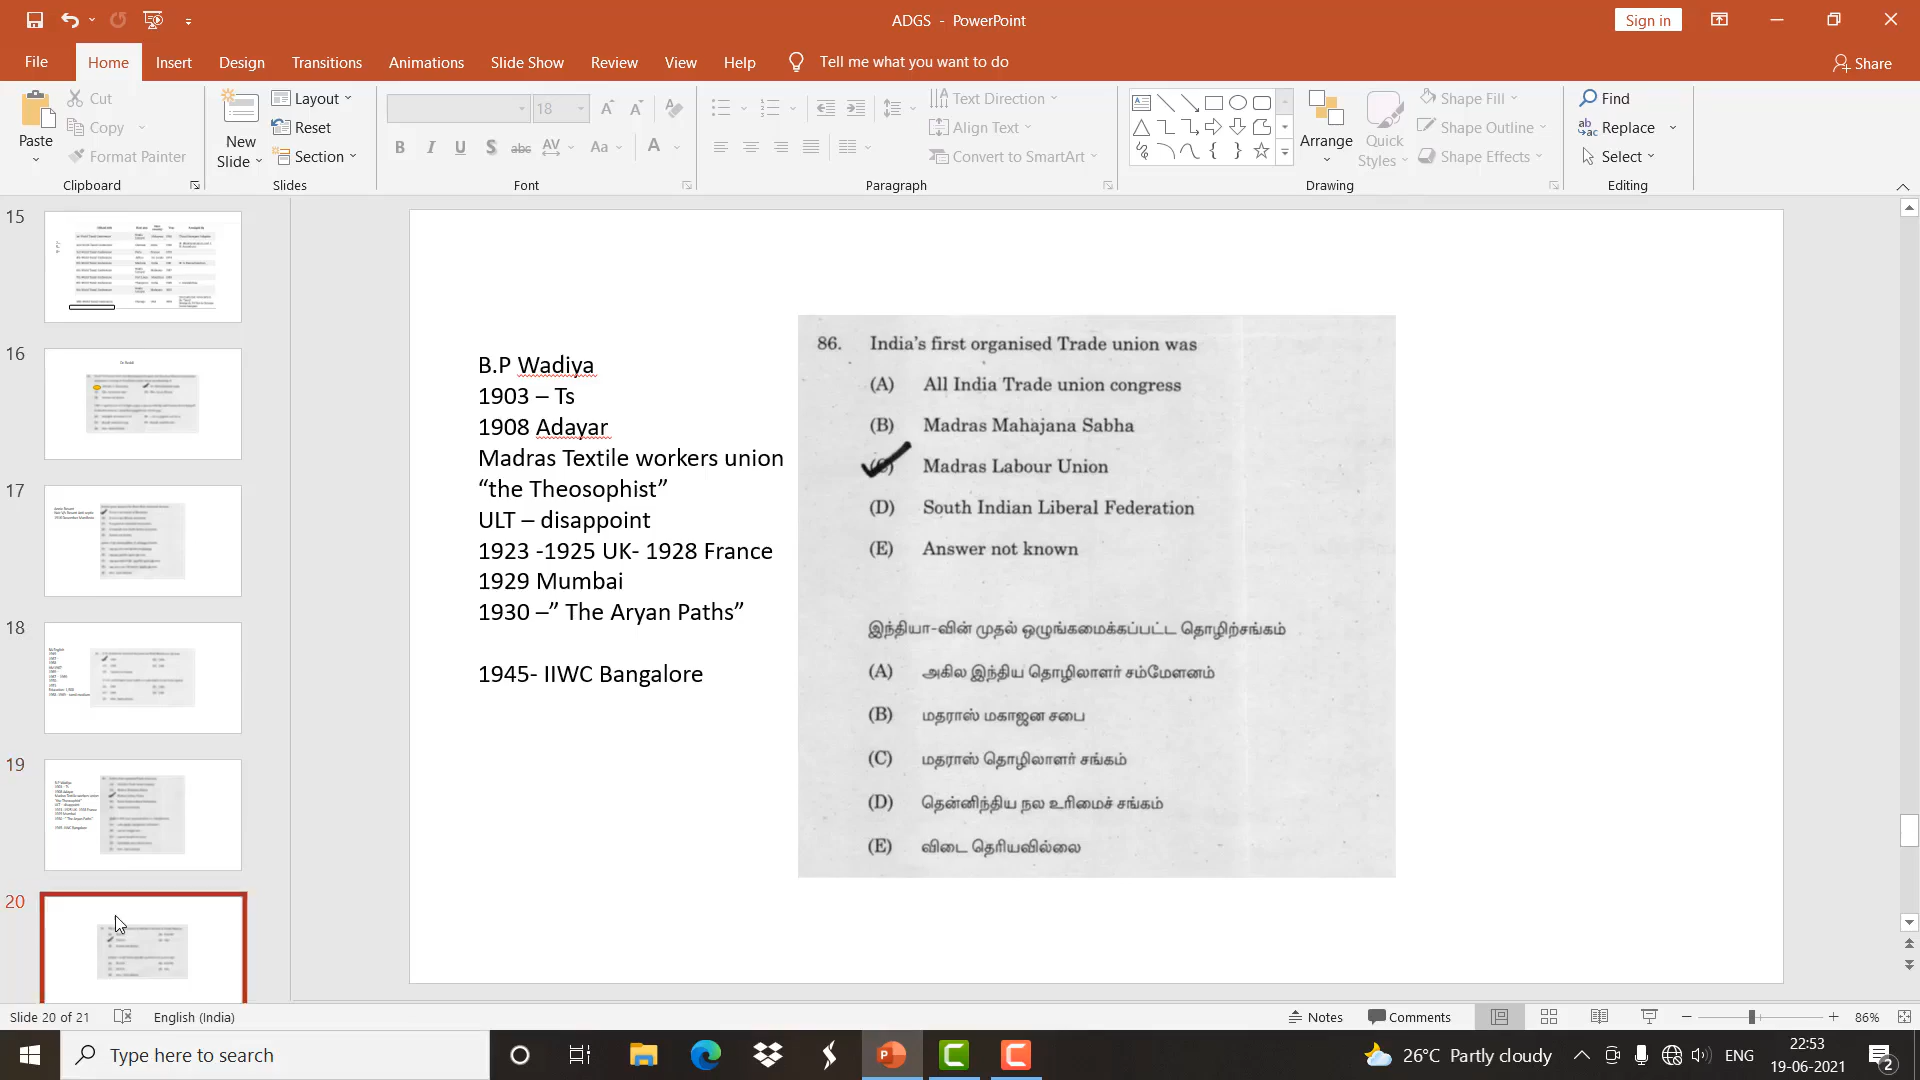 ADGS - PowerPoint
Sign in
File
Home
Insert
Design
Transitions
Animations
Slide Show
Review
View
Help
Tell me what you want to do
Share
Paste
Cut
Copy
Format Painter
Clipboard
New
Slide
Layout
Reset
Section
Slides
18
B I U S abc AV Aa A
Font
Text Direction
Align Text
Convert to SmartArt
Paragraph
Arrange
Quick
Styles
Shape Fill
Shape Outline
Shape Effects
Drawing
Find
Replace
Select
Editing
15
16
17
18
19
20
B.P Wadiya
1903 – Ts
1908 Adayar
Madras Textile workers union
“the Theosophist”
ULT – disappoint
1923 -1925 UK- 1928 France
1929 Mumbai
1930 –” The Aryan Paths”
1945- IIWC Bangalore
86. India's first organised Trade union was
(A) All India Trade union congress
(B) Madras Mahajana Sabha
(C) Madras Labour Union
(D) South Indian Liberal Federation
(E) Answer not known
இந்தியா-வின் முதல் ஒழுங்கமைக்கப்பட்ட தொழிற்சங்கம்
(A) அகில இந்திய தொழிலாளர் சம்மேளனம்
(B) மதராஸ் மகாஜன சபை
(C) மதராஸ் தொழிலாளர் சங்கம்
(D) தென்னிந்திய நல உரிமைச் சங்கம்
(E) விடை தெரியவில்லை
Slide 20 of 21
English (India)
Notes
Comments
86%
Type here to search
26°C Partly cloudy
ENG
22:53
19-06-2021
2